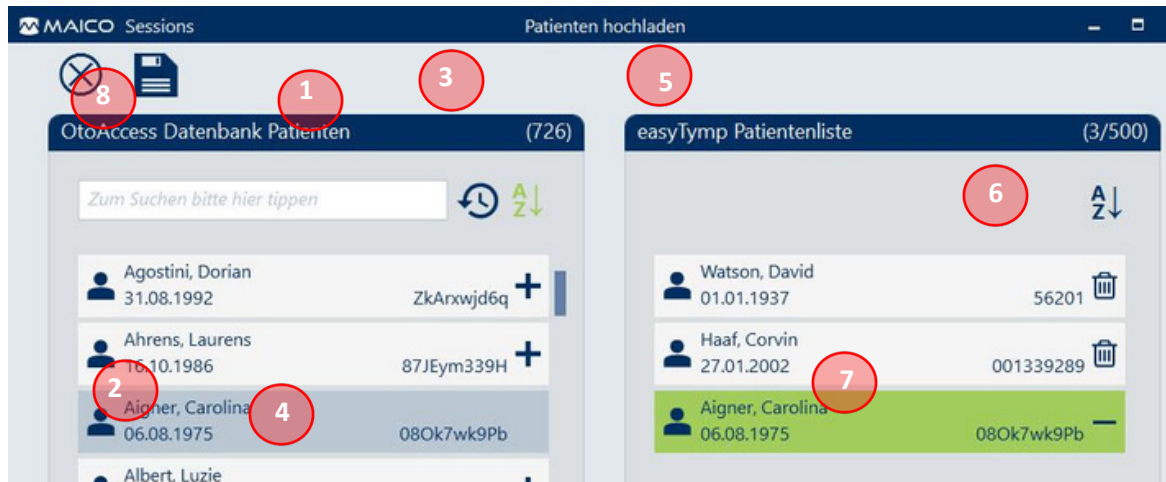 MAICO Sessions Patienten hochladen
8
1
3
5
OtoAccess Datenbank Patienten (726)
easyTymp Patientenliste (3/500)
Zum Suchen bitte hier tippen
A
Z
6
A
Z
Agostini, Dorian
31.08.1992 ZkArxwjd6q
Watson, David
01.01.1937 56201
Ahrens, Laurens
16.10.1986 87JEym339H
Haaf, Corvin
27.01.2002 001339289
2
4
7
Aigner, Carolina
06.08.1975 08Ok7wk9Pb
Aigner, Carolina
06.08.1975 08Ok7wk9Pb
Albert, Luzie